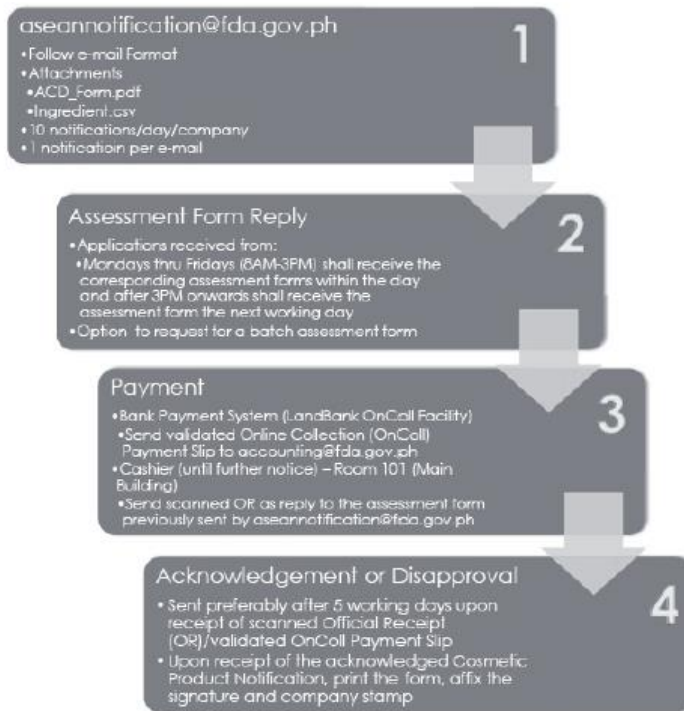 aseannotification@fda.gov.ph
1
•Follow e-mail Format
•Attachments
•ACD_Form.pdf
•Ingredient.csv
•10 notifications/day/company
•1 notificatioin per e-mail
Assessment Form Reply
2
•Applications received from:
•Mondays thru Fridays (8AM-3PM) shall receive the
corresponding assessment forms within the day
and after 3PM onwards shall receive the
assessment form the next working day
•Option to request for a batch assessment form
Payment
3
•Bank Payment System (LandBank OnColl Facility)
•Send validated Online Collection (OnColl)
Payment Slip to accounting@fda.gov.ph
•Cashier (until further notice) – Room 101 (Main
Building)
•Send scanned OR as reply to the assessment form
previously sent by aseannotification@fda.gov.ph
Acknowledgement or Disapproval
4
• Sent preferably after 5 working days upon
receipt of scanned Official Receipt
(OR)/validated OnColl Payment Slip
• Upon receipt of the acknowledged Cosmetic
Product Notification, print the form, affix the
signature and company stamp